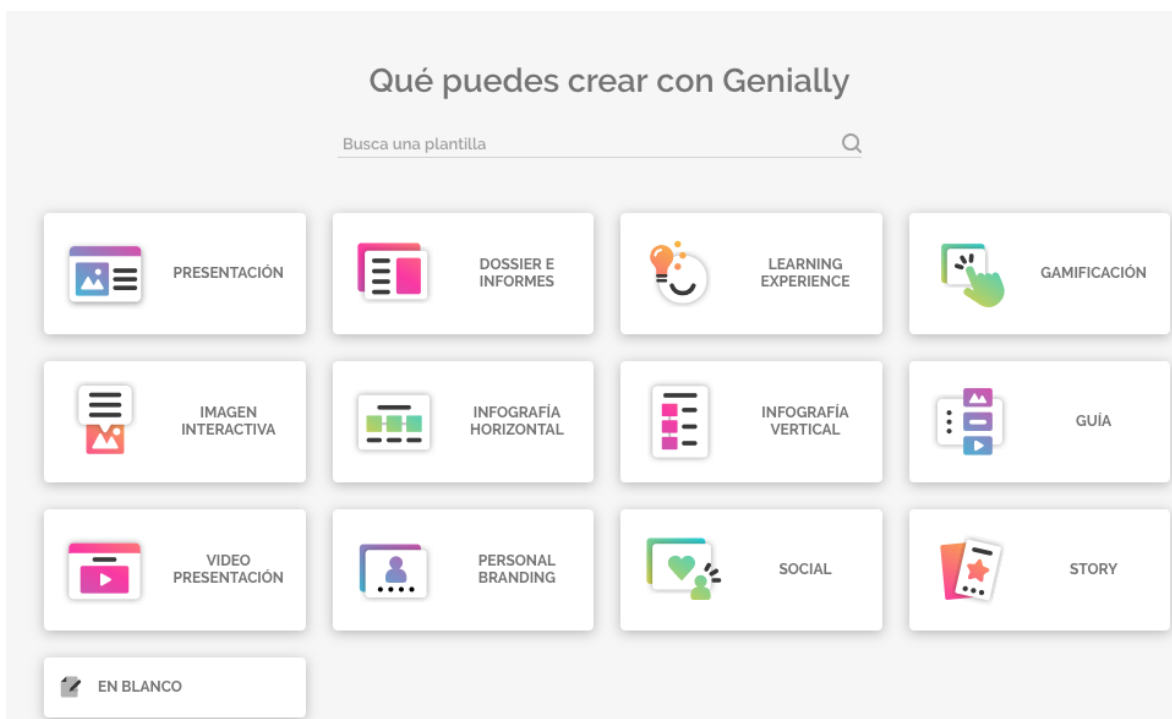 Qué puedes crear con Genially
Busca una plantilla
PRESENTACIÓN
DOSSIER E
INFORMES
LEARNING
EXPERIENCE
GAMIFICACIÓN
IMAGEN
INTERACTIVA
INFOGRAFÍA
HORIZONTAL
INFOGRAFÍA
VERTICAL
GUÍA
VIDEO
PRESENTACIÓN
PERSONAL
BRANDING
SOCIAL
STORY
EN BLANCO